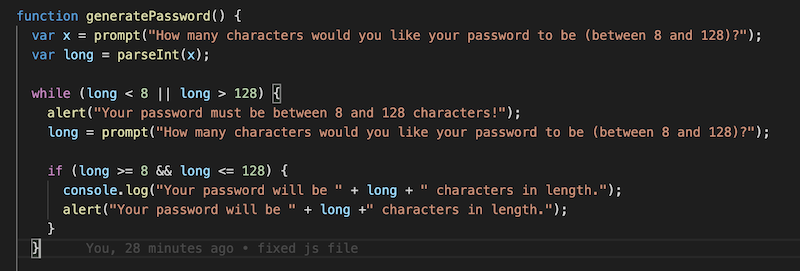 function generatePassword() {
var x = prompt("How many characters would you like your password to be (between 8 and 128)?");
var long = parseInt(x);
while (long < 8 || long > 128) {
alert("Your password must be between 8 and 128 characters!");
long = prompt("How many characters would you like your password to be (between 8 and 128)?");
if (long >= 8 && long <= 128) {
console.log("Your password will be " + long + " characters in length.");
alert("Your password will be " + long +" characters in length.");
}
} You, 28 minutes ago • fixed js file